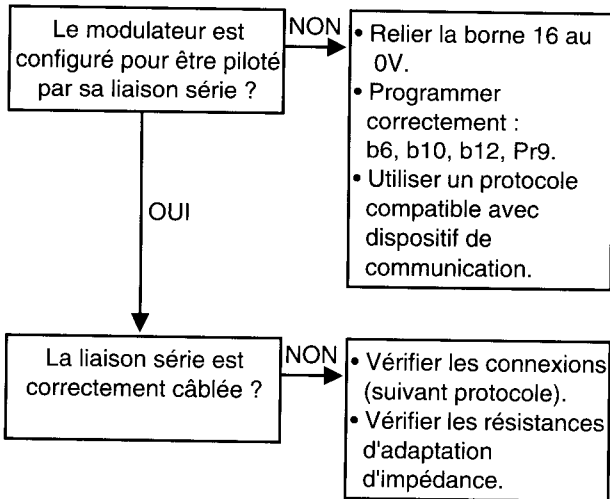 Le modulateur est
configuré pour être piloté
par sa liaison série ?
NON
• Relier la borne 16 au
0V.
• Programmer
correctement :
b6, b10, b12, Pr9.
• Utiliser un protocole
compatible avec
dispositif de
communication.
OUI
La liaison série est
correctement câblée ?
NON
• Vérifier les connexions
(suivant protocole).
• Vérifier les résistances
d'adaptation
d'impédance.